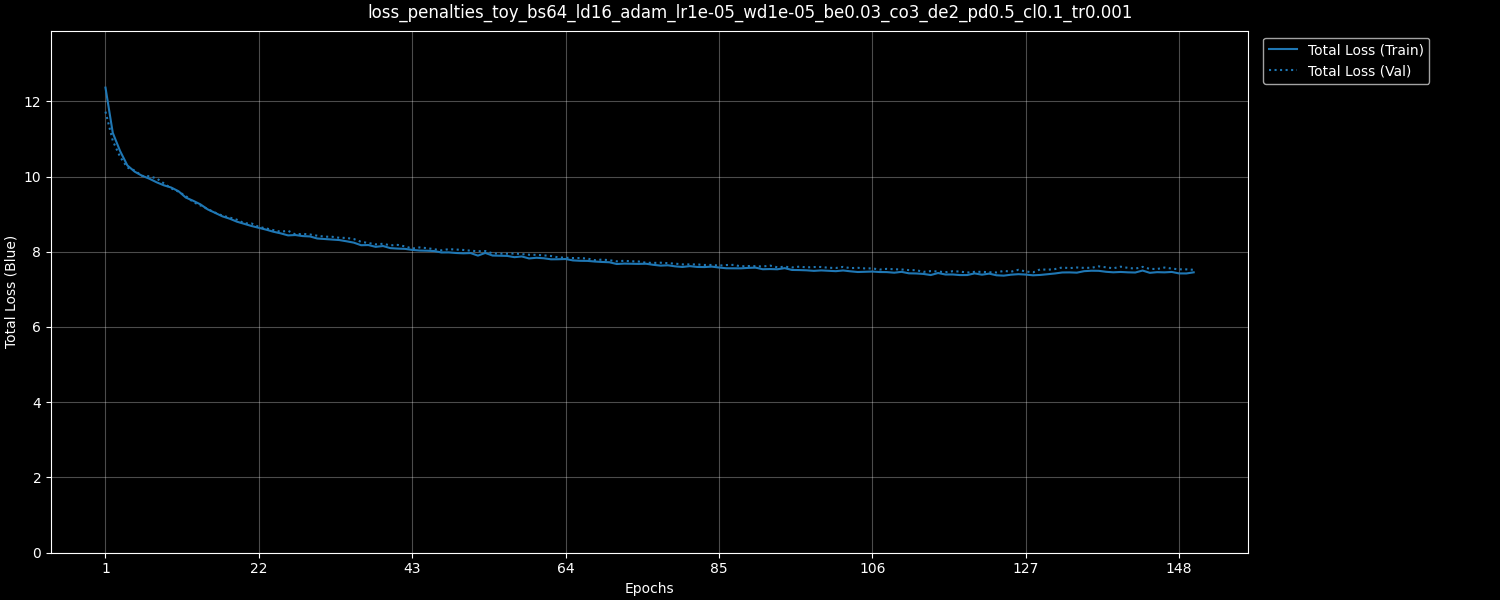 loss_penalties_toy_bs64_ld16_adam_lr1e-05_wd1e-05_be0.03_co3_de2_pd0.5_cl0.1_tr0.001
Total Loss (Train)
Total Loss (Val)
Total Loss (Blue)
12
10
8
6
4
2
0
1 22 43 64 85 106 127 148
Epochs